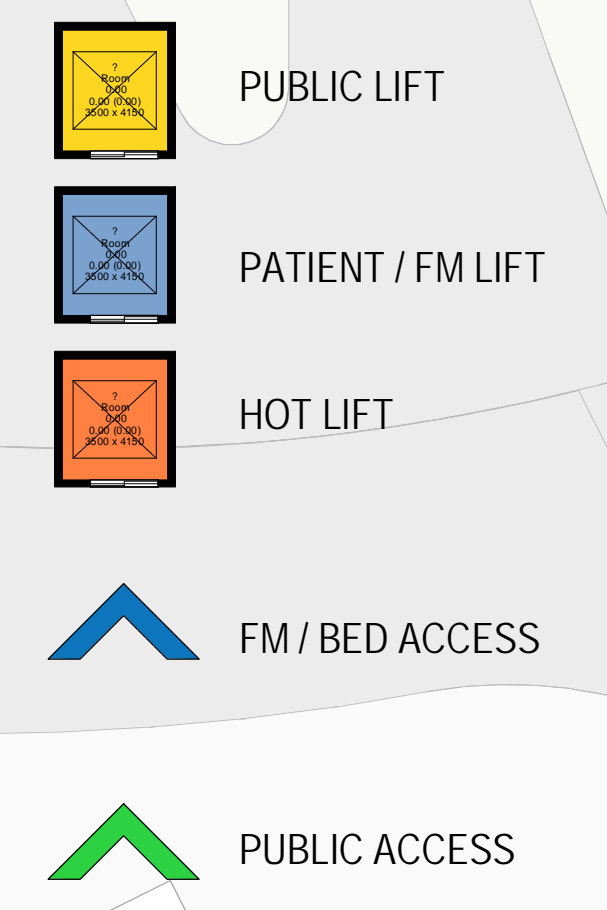 ?
Room
0.00
0.00 (0.00)
3500 x 4150
PUBLIC LIFT
?
Room
0.00
0.00 (0.00)
3500 x 4150
PATIENT / FM LIFT
?
Room
0.00
0.00 (0.00)
3500 x 4150
HOT LIFT
FM / BED ACCESS
PUBLIC ACCESS